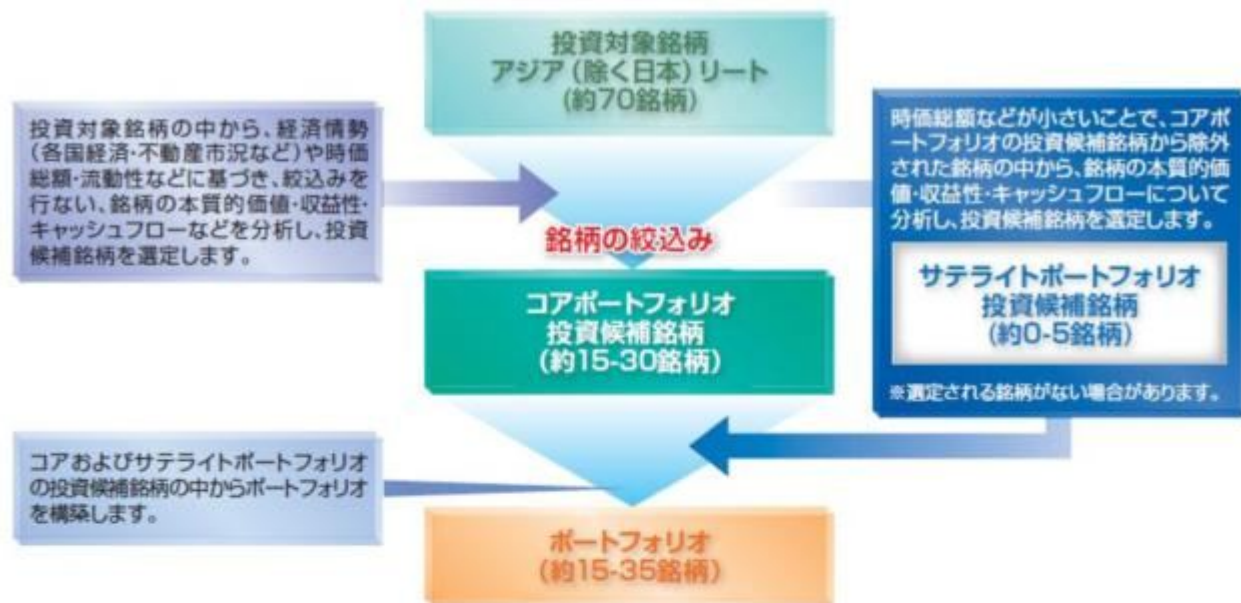 投資対象銘柄
アジア（除く日本）リート
（約70銘柄）
投資対象銘柄の中から、経済情勢
（各国経済・不動産市況など）や時価
総額・流動性などに基づき、絞込みを
行ない、銘柄の本質的価値・収益性・
キャッシュフローなどを分析し、投資
候補銘柄を選定します。
時価総額などが小さいことで、コアポ
ートフォリオの投資候補銘柄から除外
された銘柄の中から、銘柄の本質的価
値・収益性・キャッシュフローについて
分析し、投資候補銘柄を選定します。
サテライトポートフォリオ
投資候補銘柄
（約0-5銘柄）
※選定される銘柄がない場合があります。
銘柄の絞込み
コアポートフォリオ
投資候補銘柄
（約15-30銘柄）
コアおよびサテライトポートフォリオ
の投資候補銘柄の中からポートフォリオ
を構築します。
ポートフォリオ
（約15-35銘柄）